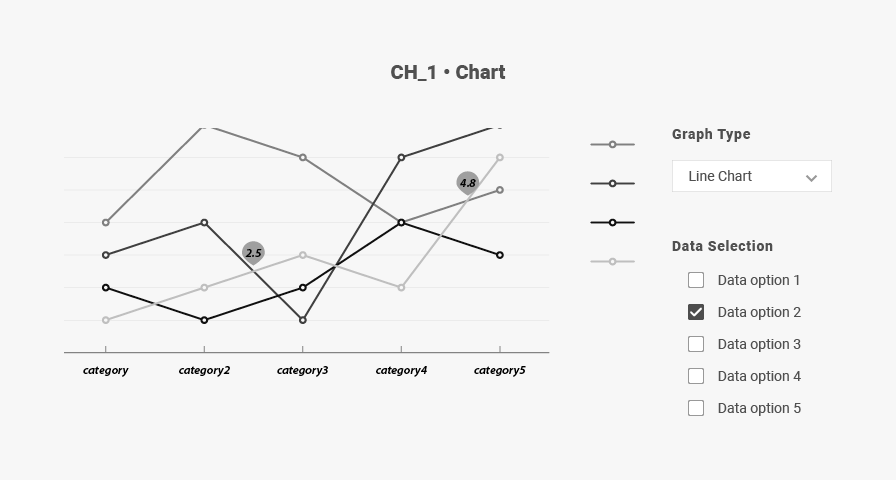 CH_1 • Chart
2.5
4.8
category
category2
category3
category4
category5
Graph Type
Line Chart
Data Selection
Data option 1
Data option 2
Data option 3
Data option 4
Data option 5